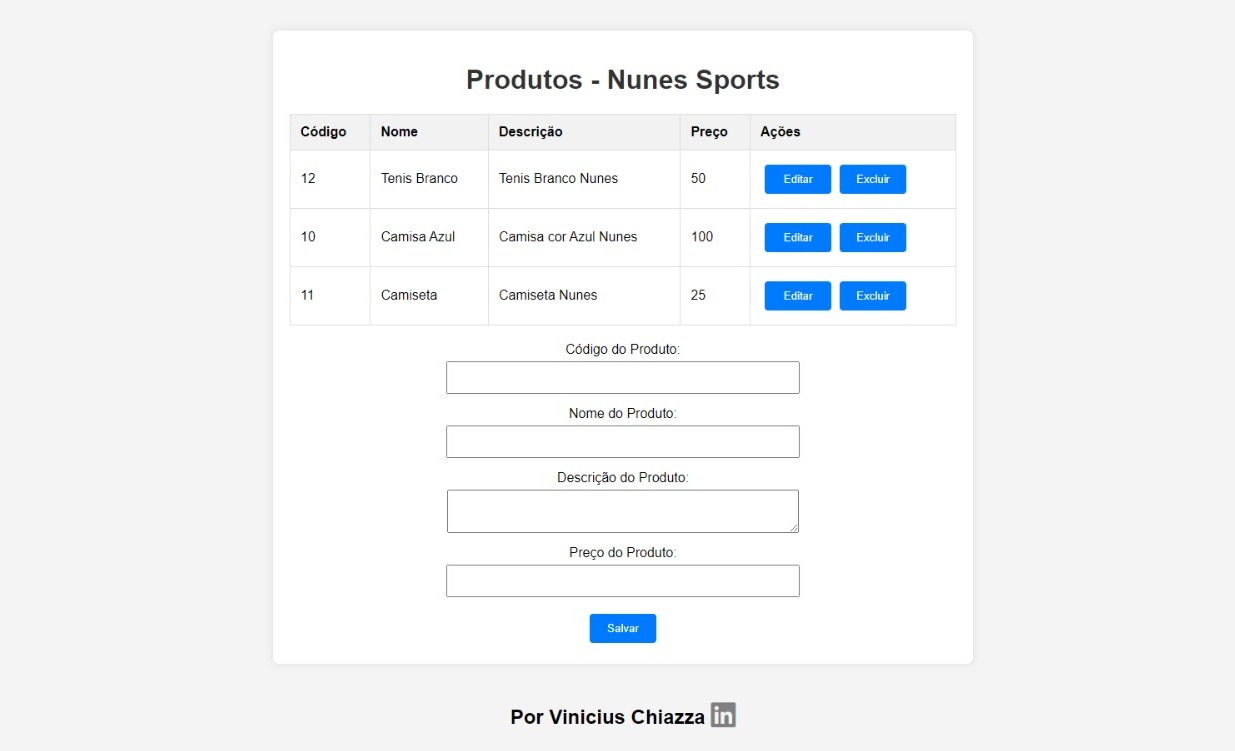 Produtos - Nunes Sports
Código Nome Descrição Preço Ações
12 Tenis Branco Tenis Branco Nunes 50 Editar Excluir
10 Camisa Azul Camisa cor Azul Nunes 100 Editar Excluir
11 Camiseta Camiseta Nunes 25 Editar Excluir
Código do Produto:
Nome do Produto:
Descrição do Produto:
Preço do Produto:
Salvar
Por Vinicius Chiazza in